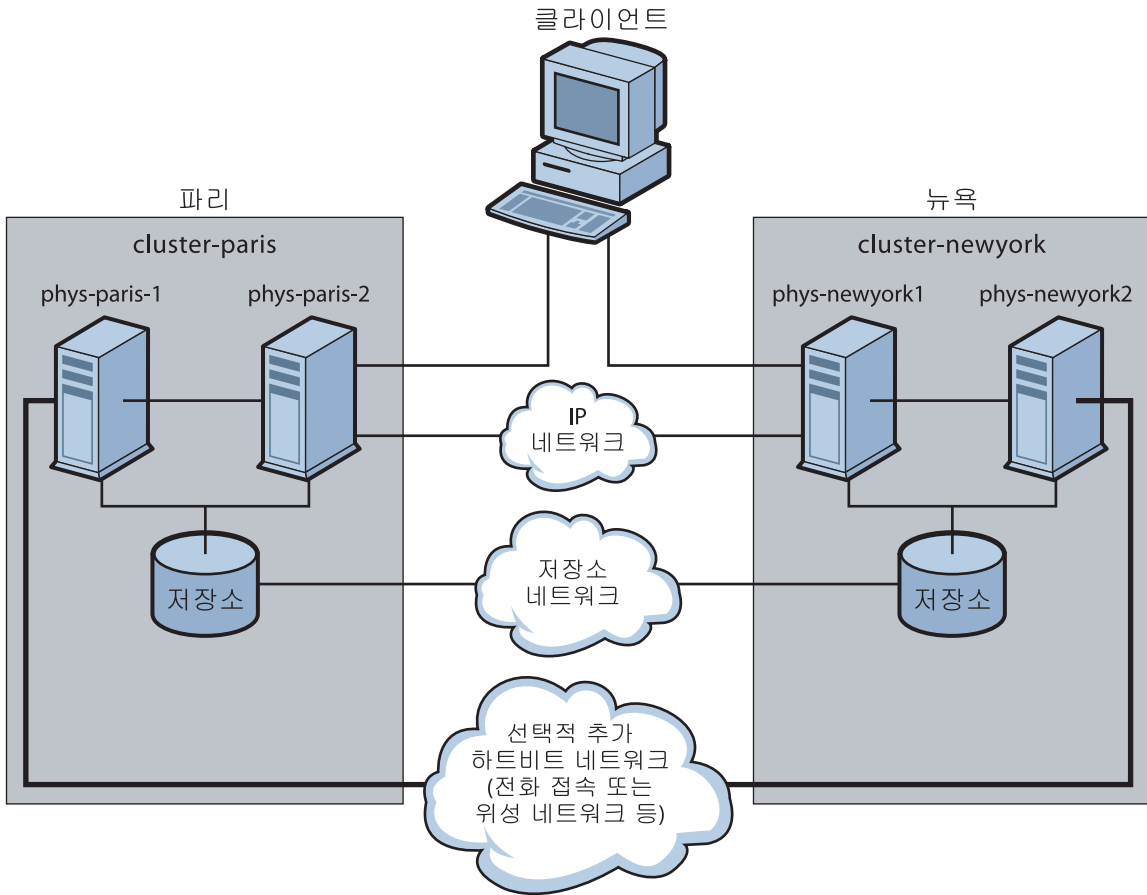 클라이언트
파리
뉴욕
cluster-paris
cluster-newyork
phys-paris-1
phys-paris-2
phys-newyork1
phys-newyork2
IP
네트워크
저장소
네트워크
저장소
저장소
선택적 추가
하트비트 네트워크
(전화 접속 또는
위성 네트워크 등)